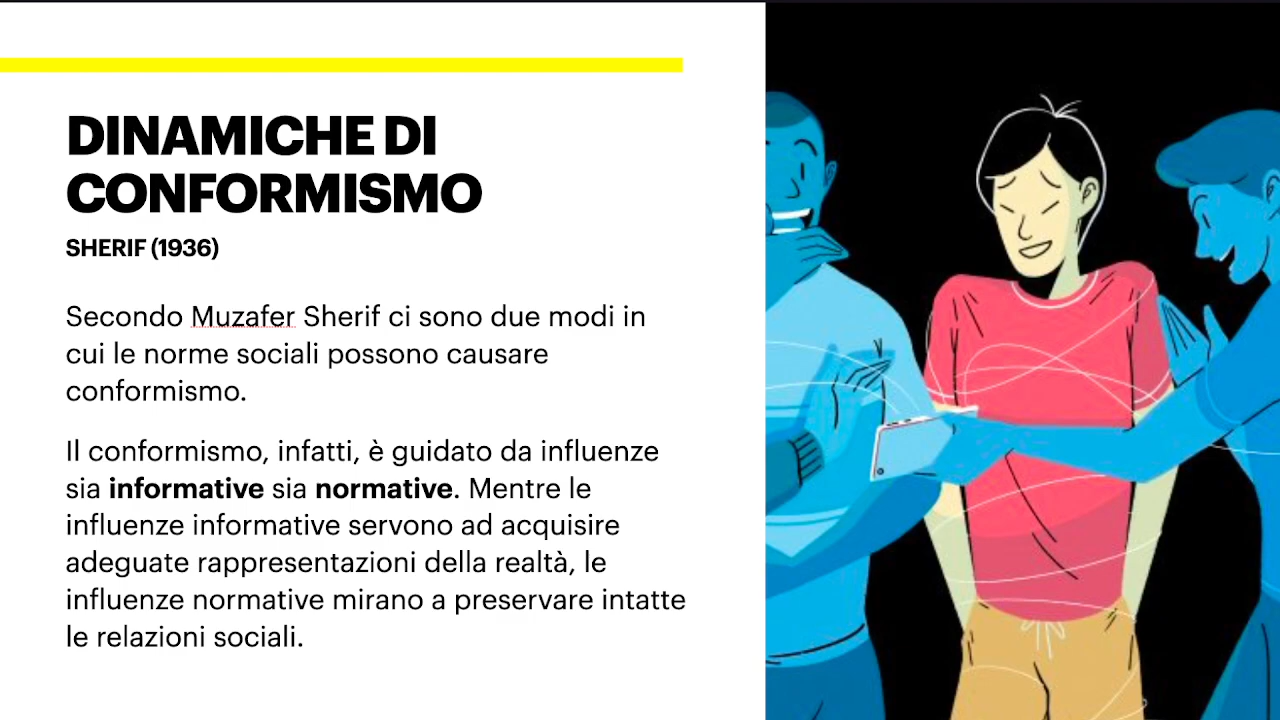 DINAMICHE DI
CONFORMISMO
SHERIF (1936)
Secondo Muzafer Sherif ci sono due modi in
cui le norme sociali possono causare
conformismo.
Il conformismo, infatti, è guidato da influenze
sia informative sia normative. Mentre le
influenze informative servono ad acquisire
adeguate rappresentazioni della realtà, le
influenze normative mirano a preservare intatte
le relazioni sociali.